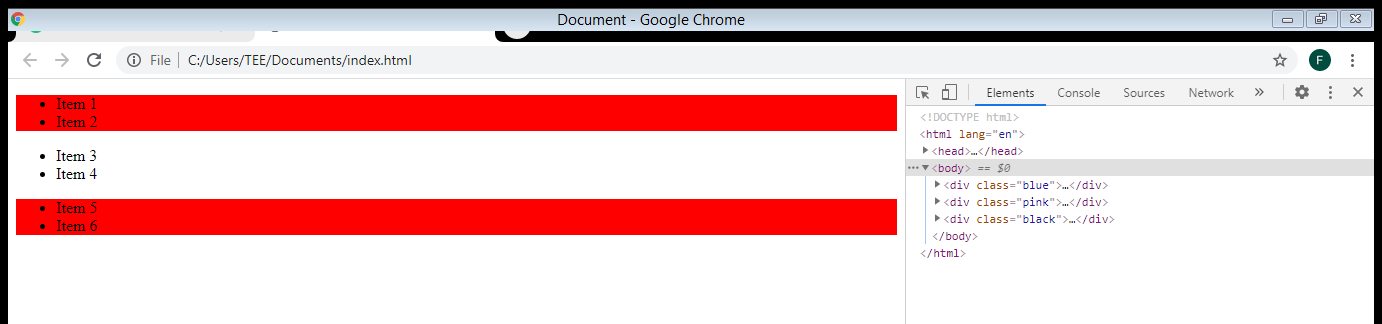 Document - Google Chrome
File C:/Users/TEE/Documents/index.html F
Elements Console Sources Network »
Item 1
Item 2
Item 3
Item 4
Item 5
Item 6
<!DOCTYPE html>
<html lang="en">
<head>…</head>
<body> == $0
<div class="blue">…</div>
<div class="pink">…</div>
<div class="black">…</div>
</body>
</html>